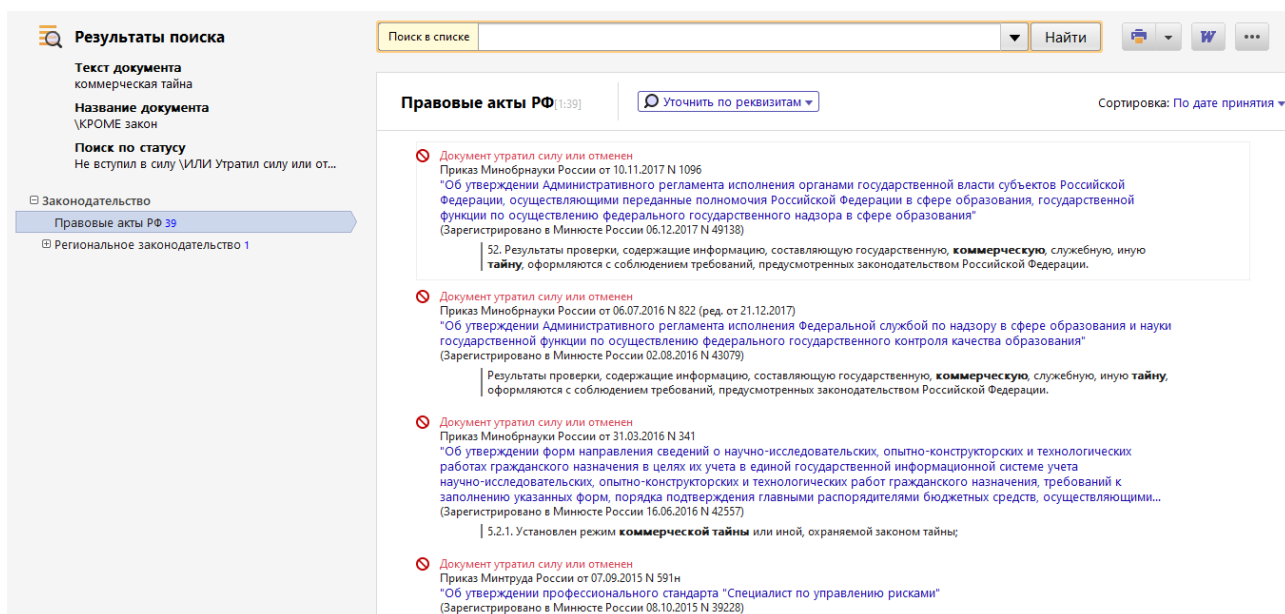 Результаты поиска
Текст документа
коммерческая тайна
Название документа
\КРОМЕ закон
Поиск по статусу
Не вступил в силу \ИЛИ Утратил силу или от...
Законодательство
Правовые акты РФ 39
Региональное законодательство 1
Поиск в списке
Найти
W
Правовые акты РФ[1:39]
Уточнить по реквизитам
Сортировка: По дате принятия
Документ утратил силу или отменен
Приказ Минобрнауки России от 10.11.2017 N 1096
"Об утверждении Административного регламента исполнения органами государственной власти субъектов Российской
Федерации, осуществляющими переданные полномочия Российской Федерации в сфере образования, государственной
функции по осуществлению федерального государственного надзора в сфере образования"
(Зарегистрировано в Минюсте России 06.12.2017 N 49138)
52. Результаты проверки, содержащие информацию, составляющую государственную, коммерческую, служебную, иную
тайну, оформляются с соблюдением требований, предусмотренных законодательством Российской Федерации.
Документ утратил силу или отменен
Приказ Минобрнауки России от 06.07.2016 N 822 (ред. от 21.12.2017)
"Об утверждении Административного регламента исполнения Федеральной службой по надзору в сфере образования и науки
государственной функции по осуществлению федерального государственного контроля качества образования"
(Зарегистрировано в Минюсте России 02.08.2016 N 43079)
Результаты проверки, содержащие информацию, составляющую государственную, коммерческую, служебную, иную тайну,
оформляются с соблюдением требований, предусмотренных законодательством Российской Федерации.
Документ утратил силу или отменен
Приказ Минобрнауки России от 31.03.2016 N 341
"Об утверждении форм направления сведений о научно-исследовательских, опытно-конструкторских и технологических
работах гражданского назначения в целях их учета в единой государственной информационной системе учета
научно-исследовательских, опытно-конструкторских и технологических работ гражданского назначения, требований к
заполнению указанных форм, порядка подтверждения главными распорядителями бюджетных средств, осуществляющими...
(Зарегистрировано в Минюсте России 16.06.2016 N 42557)
5.2.1. Установлен режим коммерческой тайны или иной, охраняемой законом тайны;
Документ утратил силу или отменен
Приказ Минтруда России от 07.09.2015 N 591н
"Об утверждении профессионального стандарта "Специалист по управлению рисками"
(Зарегистрировано в Минюсте России 08.10.2015 N 39228)